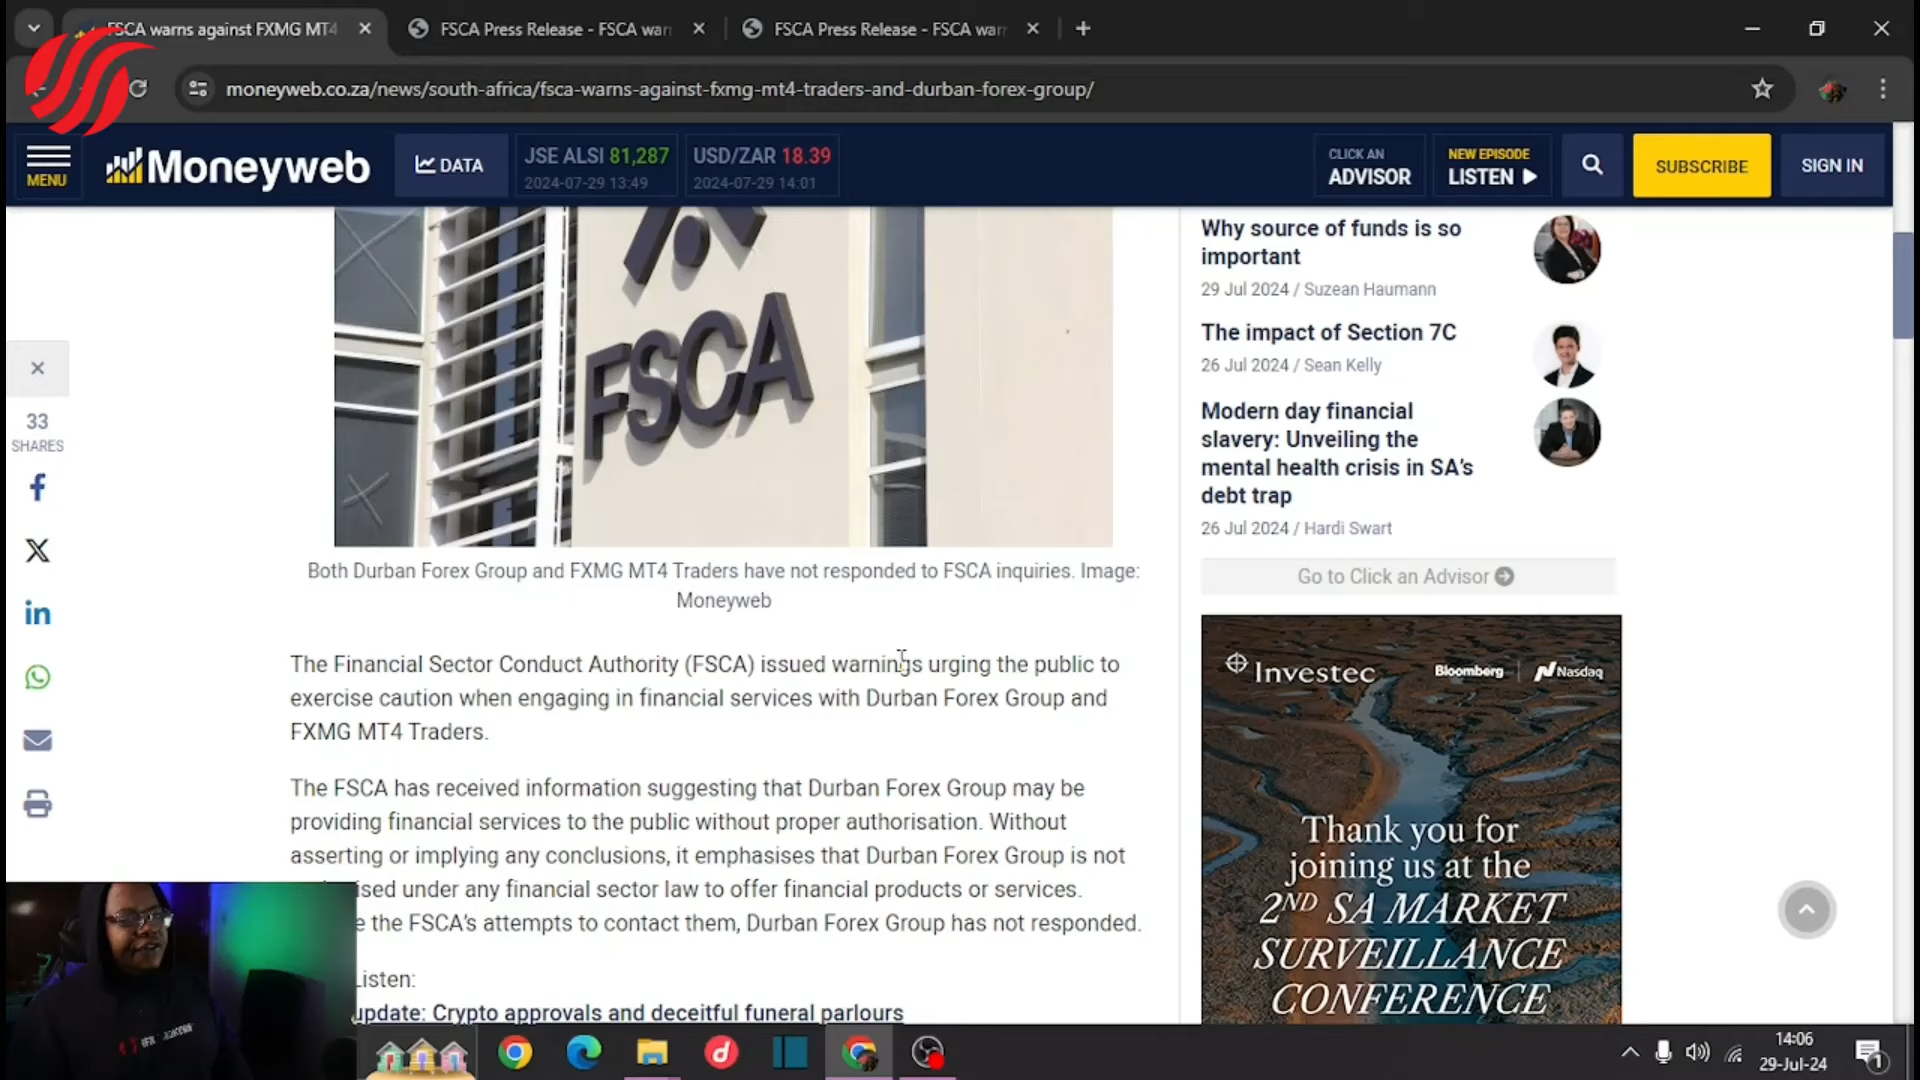 FSCA warns against FXMG MT4
FSCA Press Release - FSCA warn
FSCA Press Release - FSCA warn
moneyweb.co.za/news/south-africa/fsca-warns-against-fxmg-mt4-traders-and-durban-forex-group/
MENU
Moneyweb
DATA
JSE ALSI 81,287
2024-07-29 13:49
USD/ZAR 18.39
2024-07-29 14:01
CLICK AN
ADVISOR
NEW EPISODE
LISTEN
SUBSCRIBE
SIGN IN
FSCA
33
SHARES
Both Durban Forex Group and FXMG MT4 Traders have not responded to FSCA inquiries. Image:
Moneyweb
The Financial Sector Conduct Authority (FSCA) issued warnings urging the public to
exercise caution when engaging in financial services with Durban Forex Group and
FXMG MT4 Traders.
The FSCA has received information suggesting that Durban Forex Group may be
providing financial services to the public without proper authorisation. Without
asserting or implying any conclusions, it emphasises that Durban Forex Group is not
ised under any financial sector law to offer financial products or services.
e the FSCA's attempts to contact them, Durban Forex Group has not responded.
Listen:
update: Crypto approvals and deceitful funeral parlours
Why source of funds is so
important
29 Jul 2024 / Suzean Haumann
The impact of Section 7C
26 Jul 2024 / Sean Kelly
Modern day financial
slavery: Unveiling the
mental health crisis in SA's
debt trap
26 Jul 2024 / Hardi Swart
Go to Click an Advisor
Investec
Bloomberg
Nasdaq
Thank you for
joining us at the
2ND SA MARKET
SURVEILLANCE
CONFERENCE
14:06
29-Jul-24
1